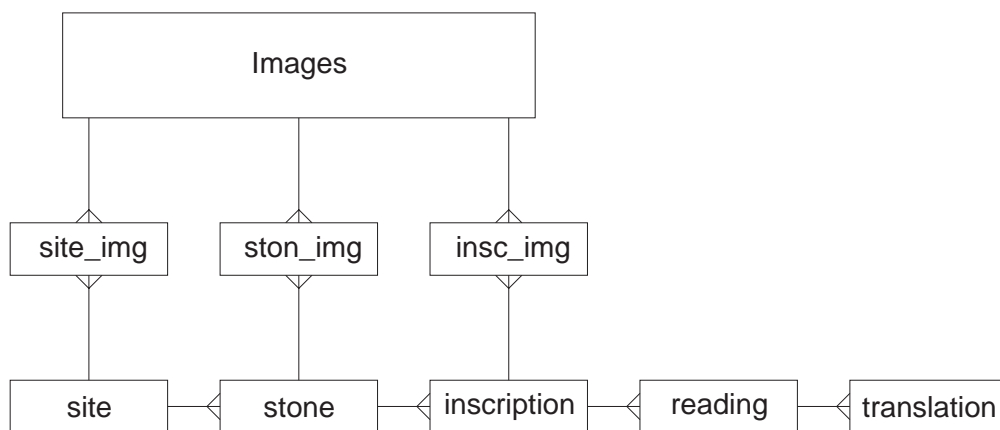 Images
site_img ston_img insc_img
site stone inscription reading translation